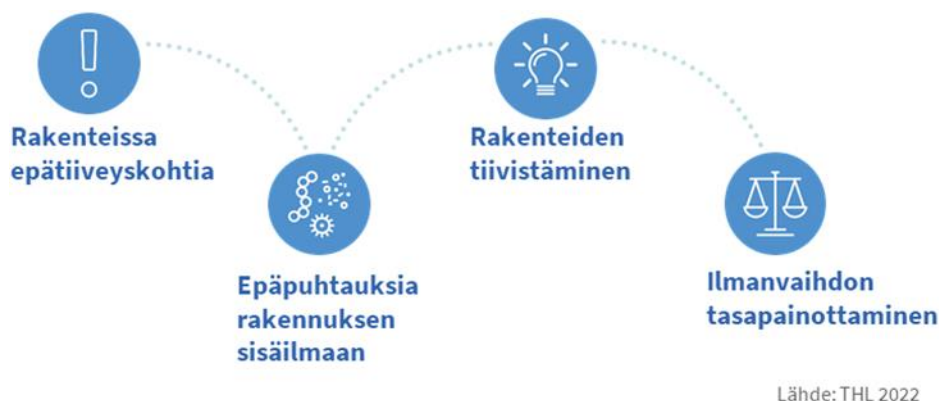 Rakenteissa
epätiiveyskohtia
Epäpuhtauksia
rakennuksen
sisäilmaan
Rakenteiden
tiivistäminen
Ilmanvaihdon
tasapainottaminen
Lähde: THL 2022